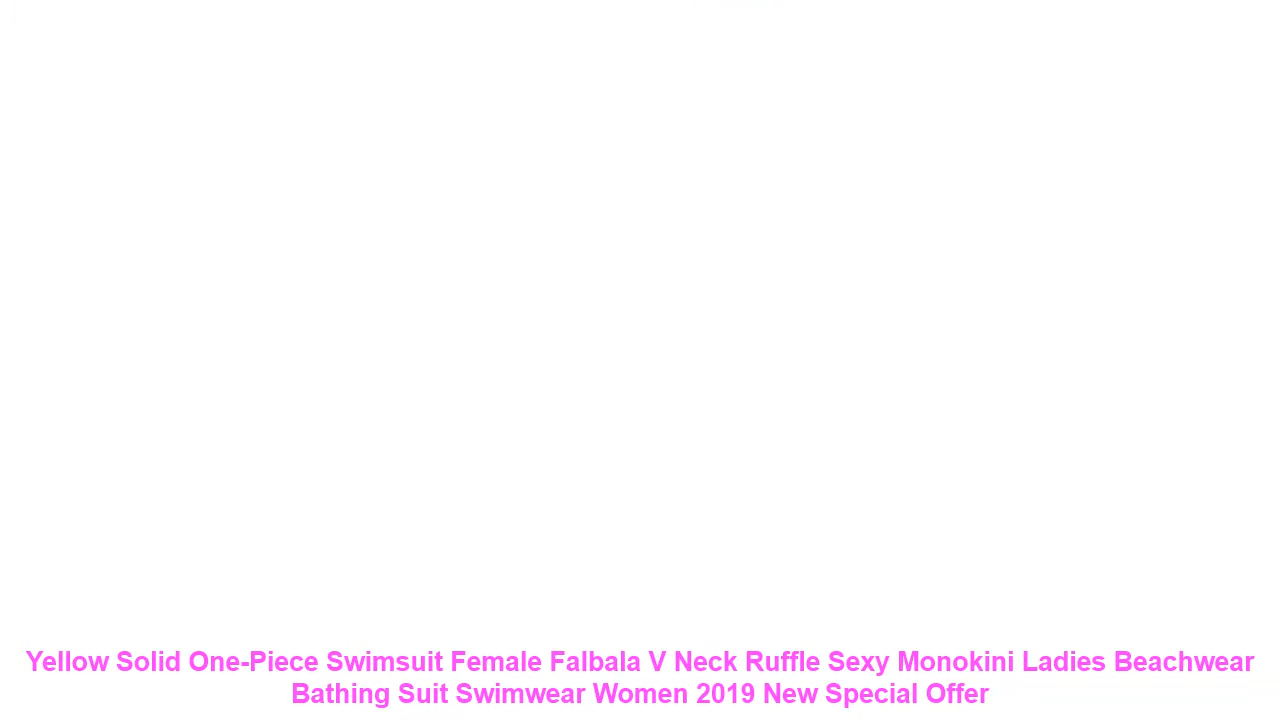 Yellow Solid One-Piece Swimsuit Female Falbala V Neck Ruffle Sexy Monokini Ladies Beachwear
Bathing Suit Swimwear Women 2019 New Special Offer